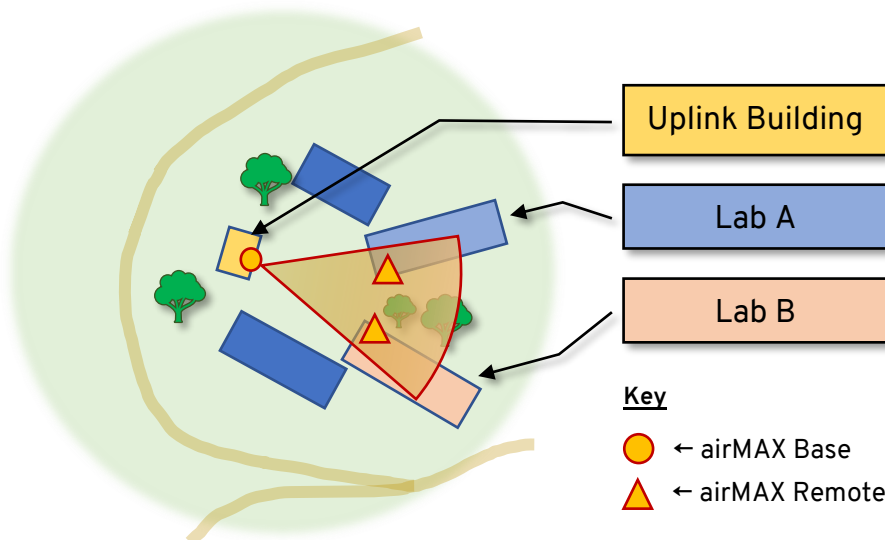 Uplink Building
Lab A
Lab B
Key
← airMAX Base
← airMAX Remote